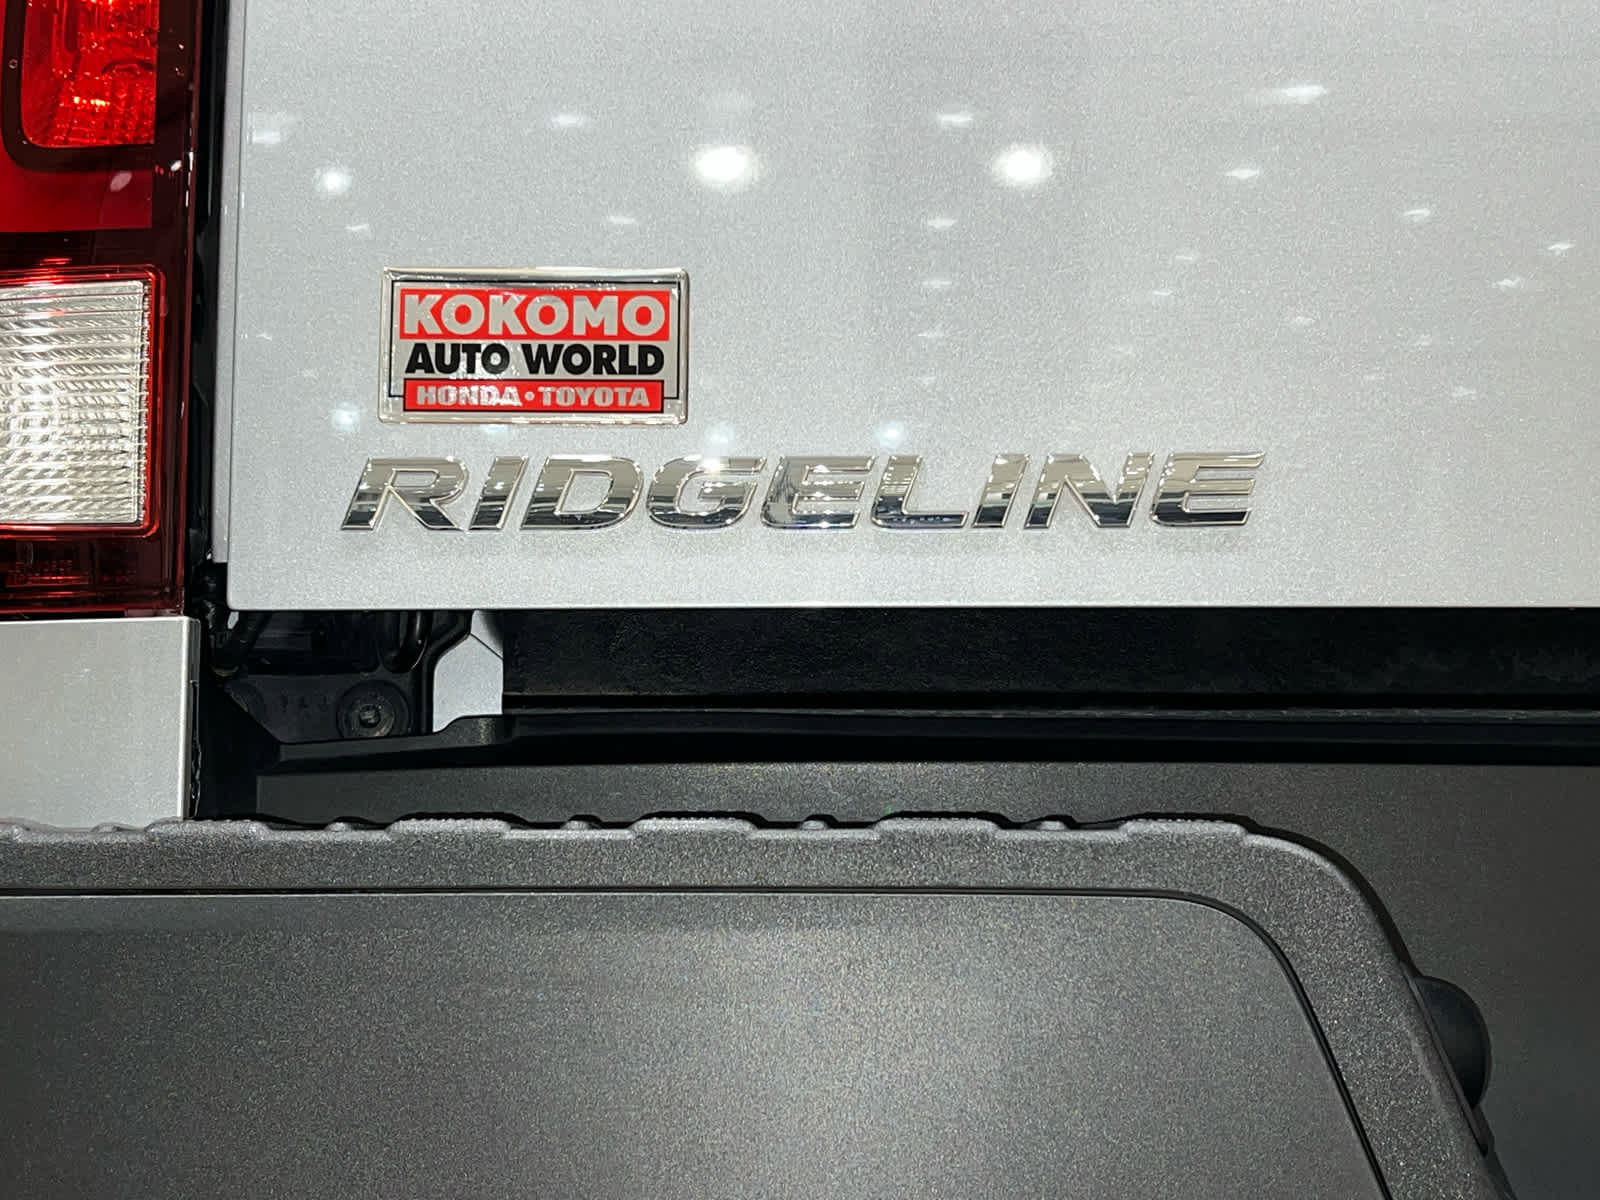 KOKOMO
AUTO WORLD
HONDA • TOYOTA
RIDGELINE